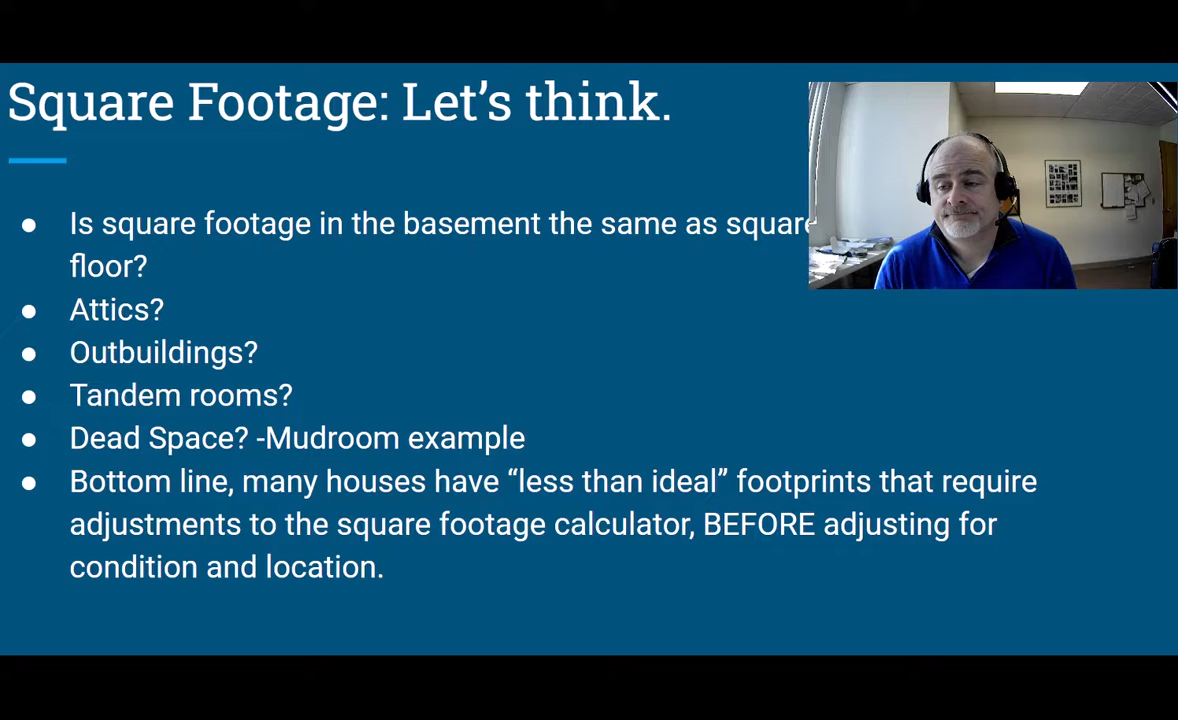 Square Footage: Let's think.
● Is square footage in the basement the same as square
floor?
● Attics?
● Outbuildings?
● Tandem rooms?
● Dead Space? -Mudroom example
● Bottom line, many houses have “less than ideal” footprints that require
adjustments to the square footage calculator, BEFORE adjusting for
condition and location.